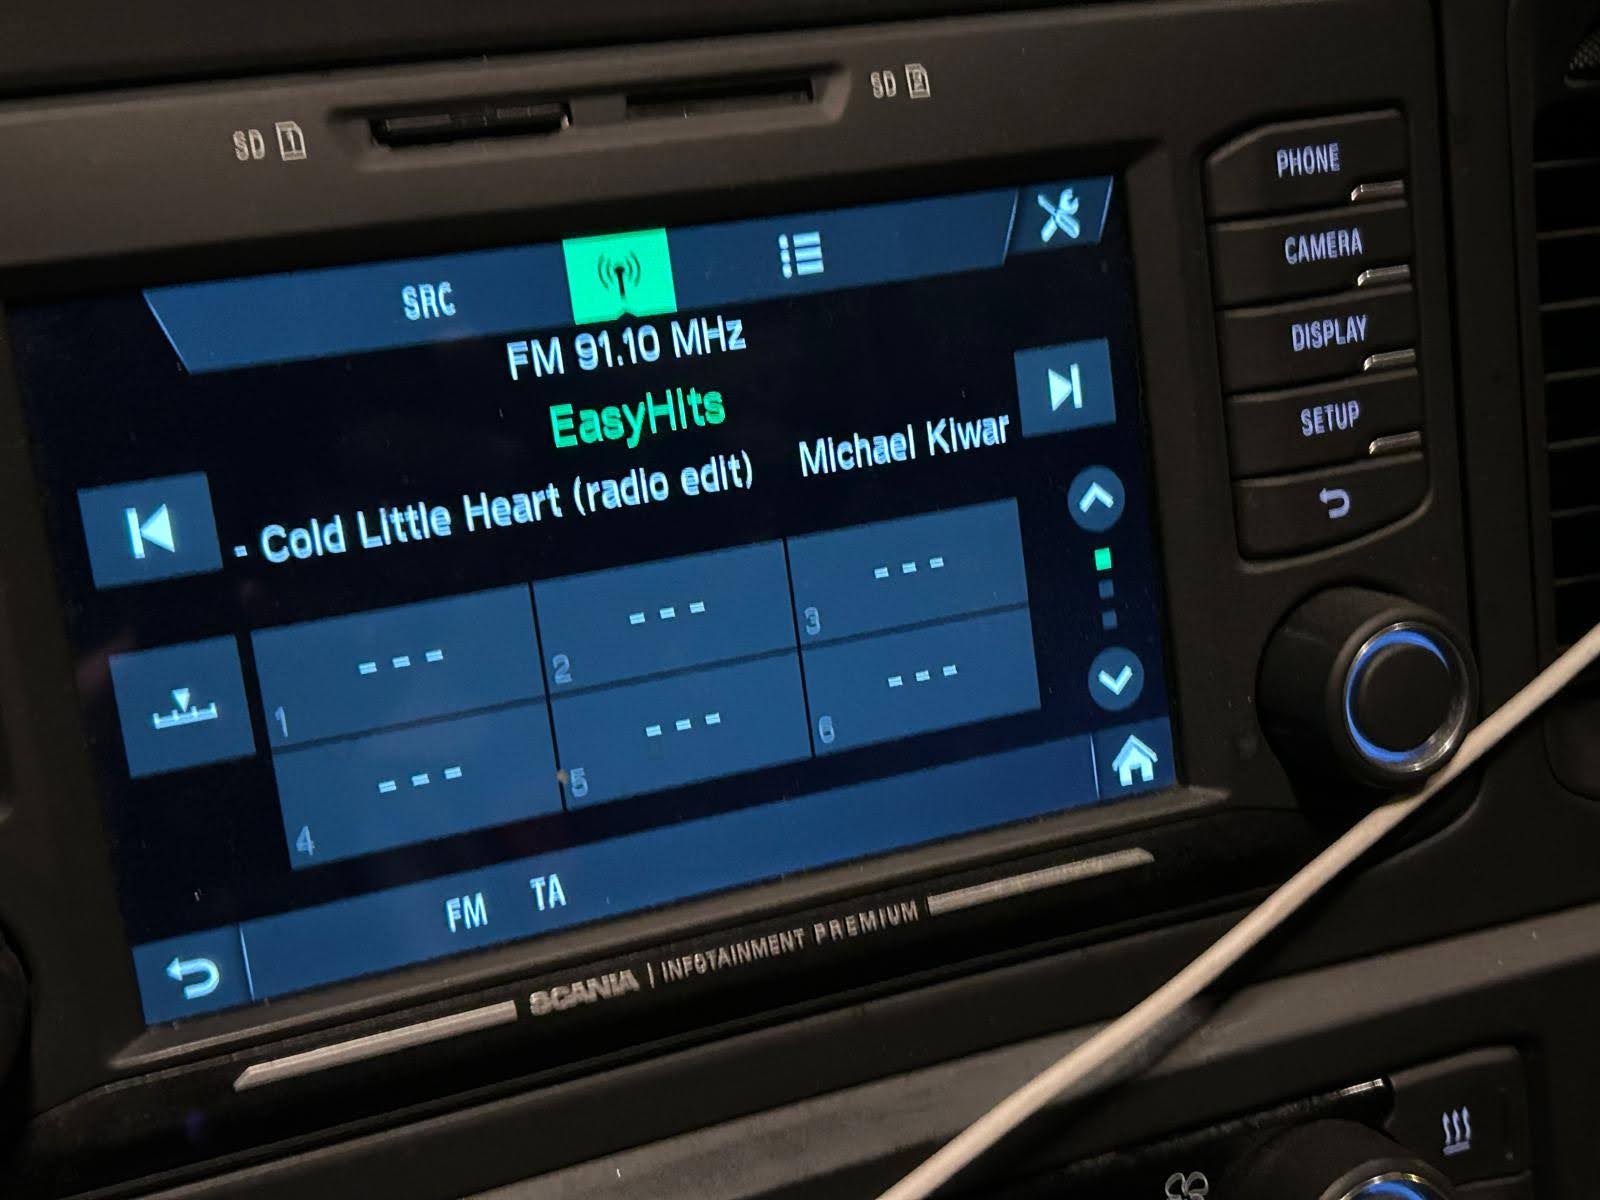 SD 1
SD 2
PHONE
CAMERA
DISPLAY
SETUP
SRC
FM 91.10 MHz
EasyHits
- Cold Little Heart (radio edit) Michael Kiwan
--- --- ---
1 2 3
--- --- ---
4 5 6
FM TA
SCANIA | INFOTAINMENT PREMIUM